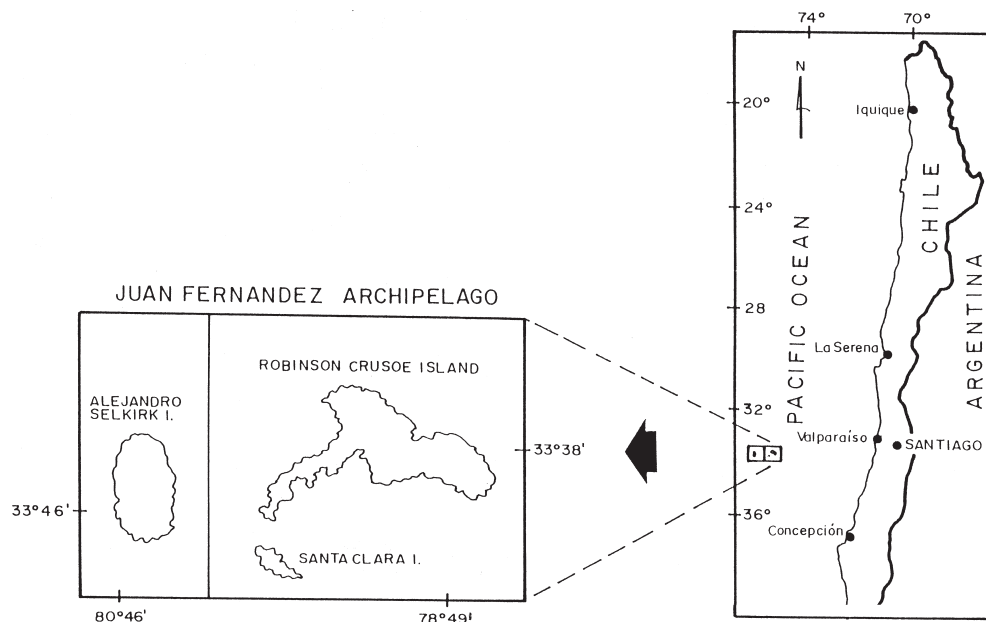 74° 70°
N
20°
Iquique
24°
CHILE
PACIFIC OCEAN
ARGENTINA
JUAN FERNANDEZ ARCHIPELAGO
28
La Serena
ROBINSON CRUSOE ISLAND
ALEJANDRO
SELKIRK I.
32°
33°38'
Valparaíso
SANTIAGO
33°46'
36°
Concepción
SANTA CLARA I.
80°46' 78°49'